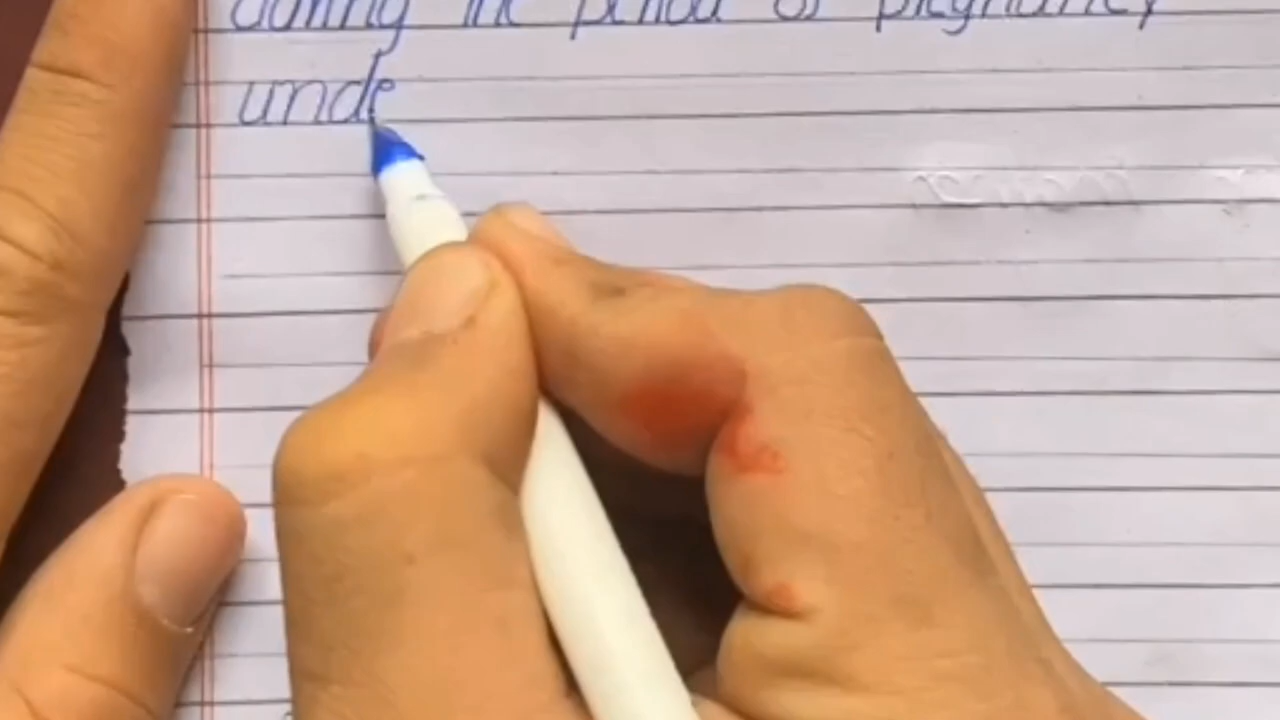 during the period of pregnancy
unde